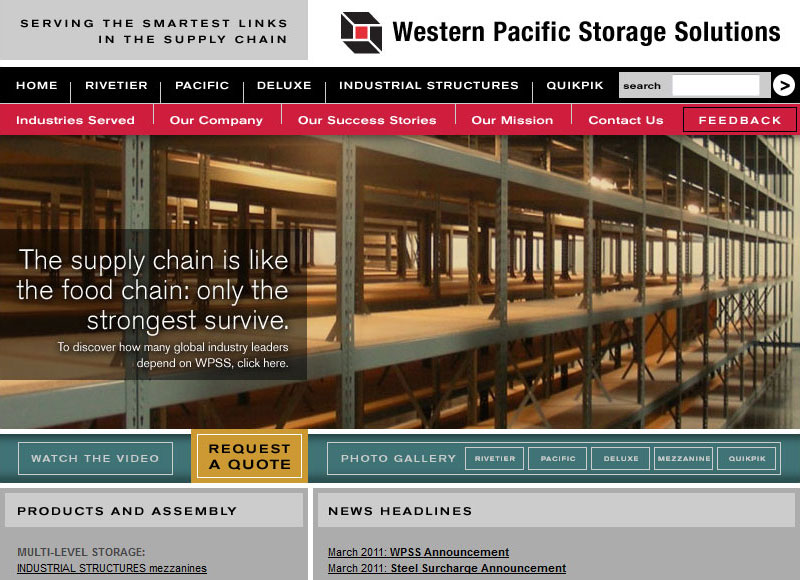 SERVING THE SMARTEST LINKS
IN THE SUPPLY CHAIN
Western Pacific Storage Solutions
HOME RIVETIER PACIFIC DELUXE INDUSTRIAL STRUCTURES QUIKPIK search >
Industries Served Our Company Our Success Stories Our Mission Contact Us FEEDBACK
The supply chain is like
the food chain: only the
strongest survive.
To discover how many global industry leaders
depend on WPSS, click here.
WATCH THE VIDEO
REQUEST
A QUOTE
PHOTO GALLERY RIVETIER PACIFIC DELUXE MEZZANINE QUIKPIK
PRODUCTS AND ASSEMBLY
MULTI-LEVEL STORAGE:
INDUSTRIAL STRUCTURES mezzanines
NEWS HEADLINES
March 2011: WPSS Announcement
March 2011: Steel Surcharge Announcement